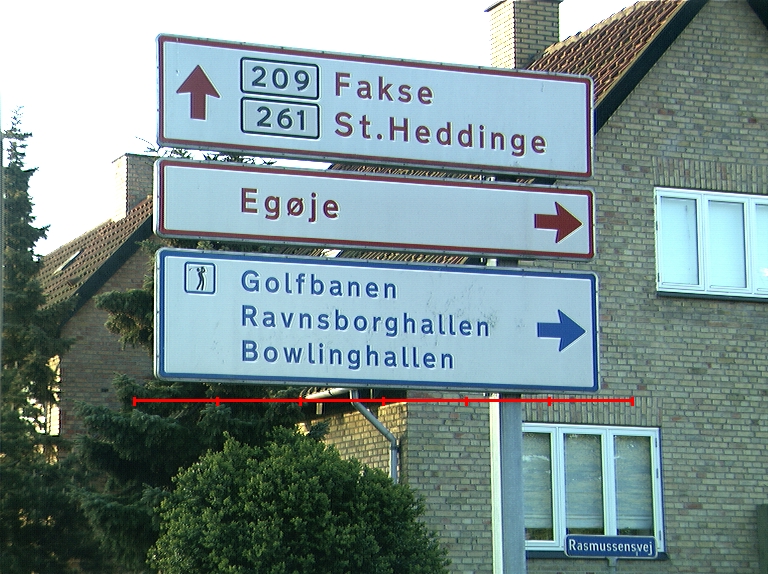 209 Fakse
261 St.Heddinge
Egøje
Golfbanen
Ravnsborghallen
Bowlinghallen
Rasmussensvej